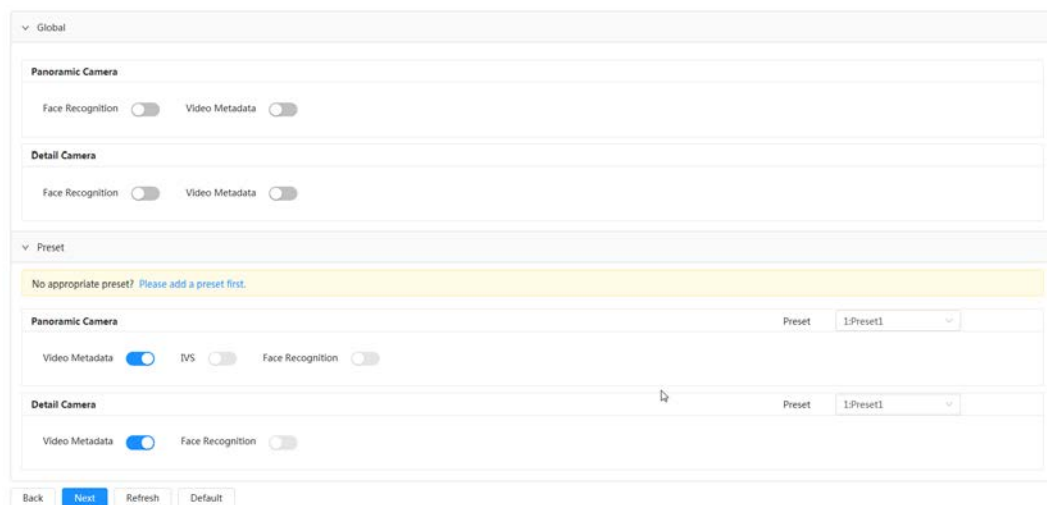 Global
Panoramic Camera
Face Recognition Video Metadata
Detail Camera
Face Recognition Video Metadata
Preset
No appropriate preset? Please add a preset first.
Panoramic Camera Preset 1:Preset1
Video Metadata IVS Face Recognition
Detail Camera Preset 1:Preset1
Video Metadata Face Recognition
Back Next Refresh Default